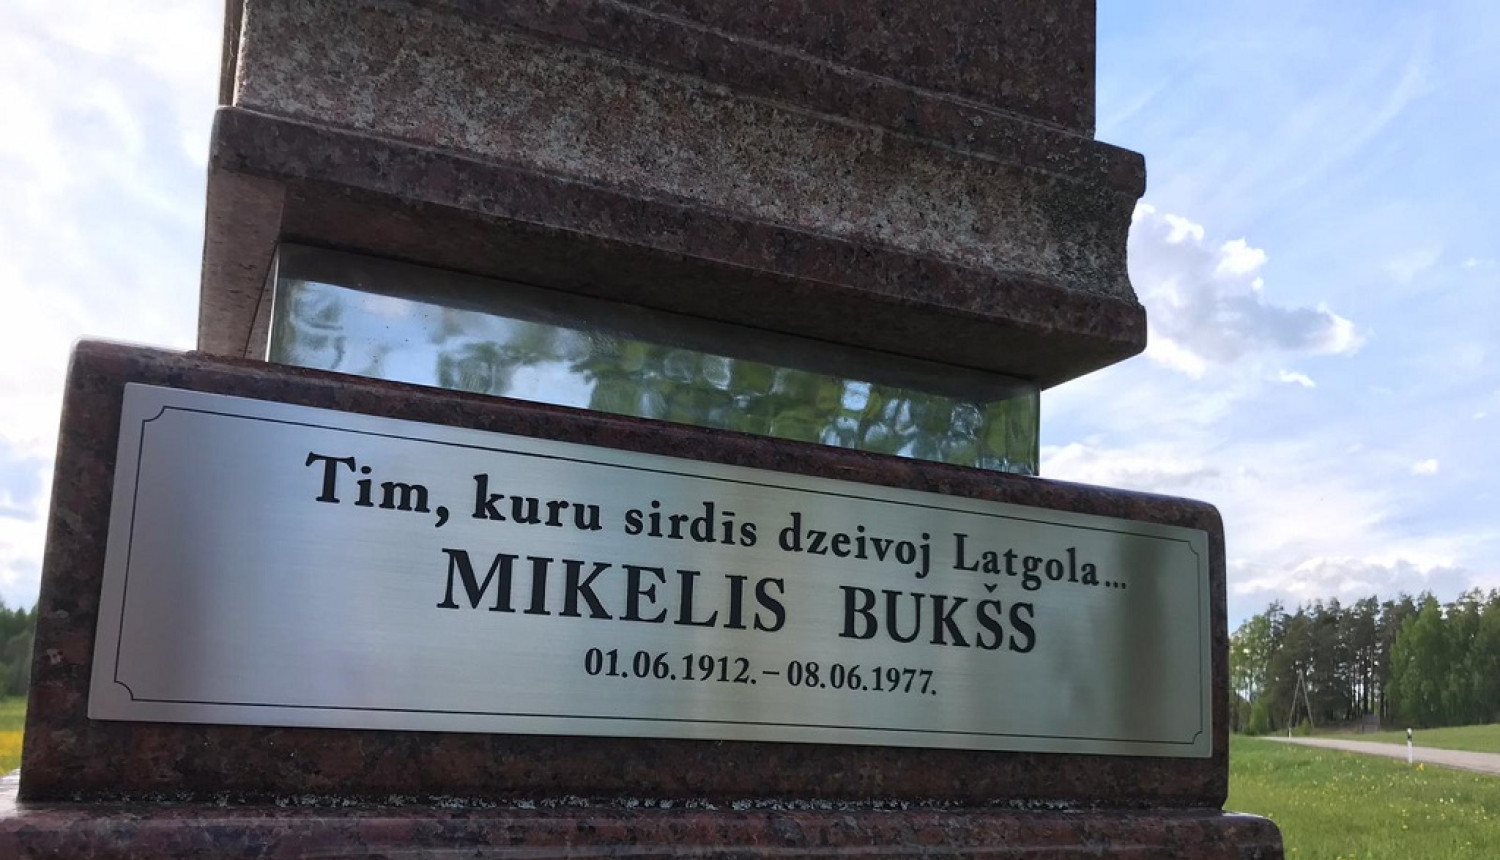 Tim, kuru sirdīs dzeivoj Latgola...
MIKELIS BUKŠS
01.06.1912. – 08.06.1977.